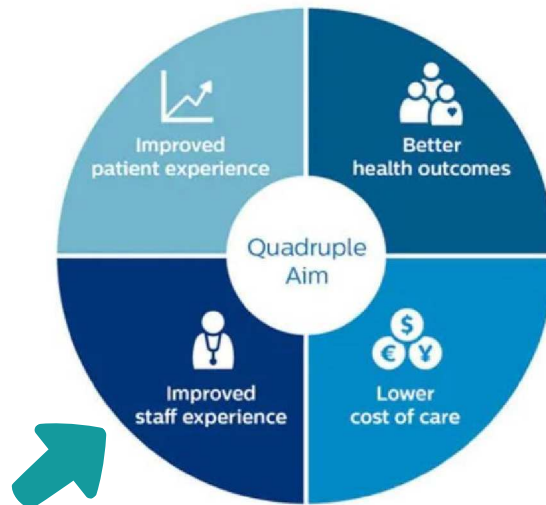 Improved
patient experience
Better
health outcomes
Quadruple
Aim
Improved
staff experience
$
€ ¥
Lower
cost of care